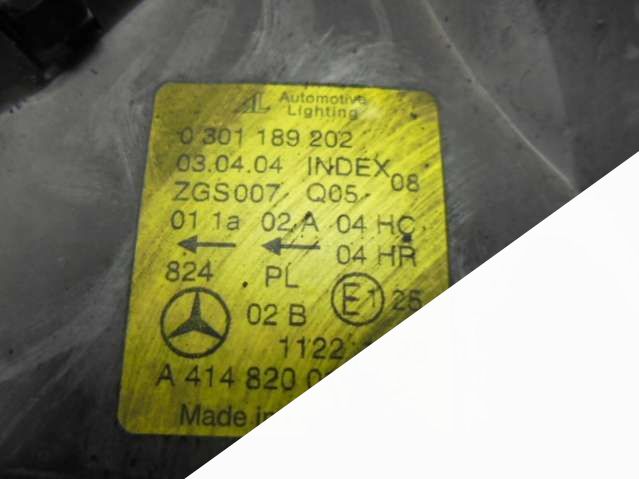 AL Automotive
Lighting
0 301 189 202
03.04.04 INDEX 08
ZGS007 Q05
01 1a 02 A 04 HC
04 HR
824 PL
02 B E1 25
1122
A 414 820
Made in